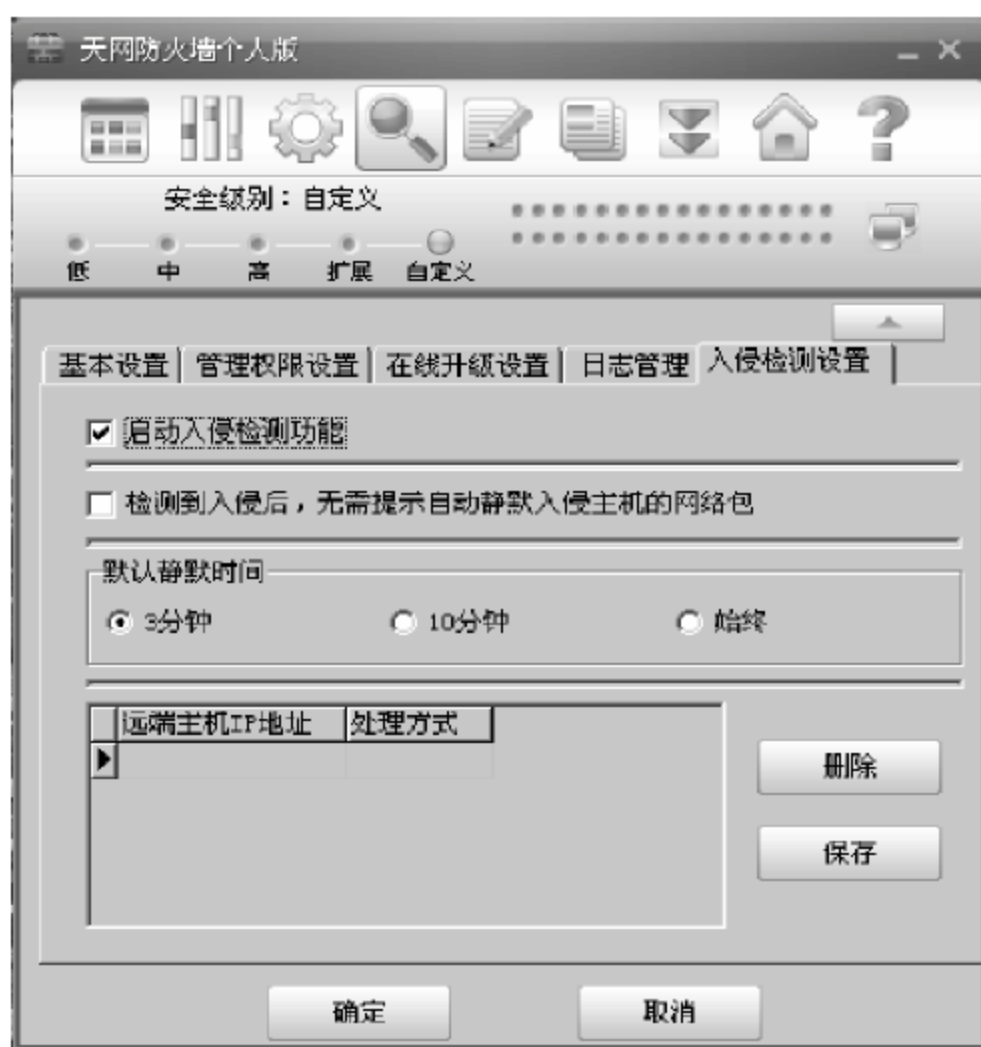 天网防火墙个人版
安全级别：自定义
低 中 高 扩展 自定义
基本设置 管理权限设置 在线升级设置 日志管理 入侵检测设置
启动入侵检测功能
检测到入侵后，无需提示自动静默入侵主机的网络包
默认静默时间
3分钟 10分钟 始终
远端主机IP地址 处理方式
删除
保存
确定 取消